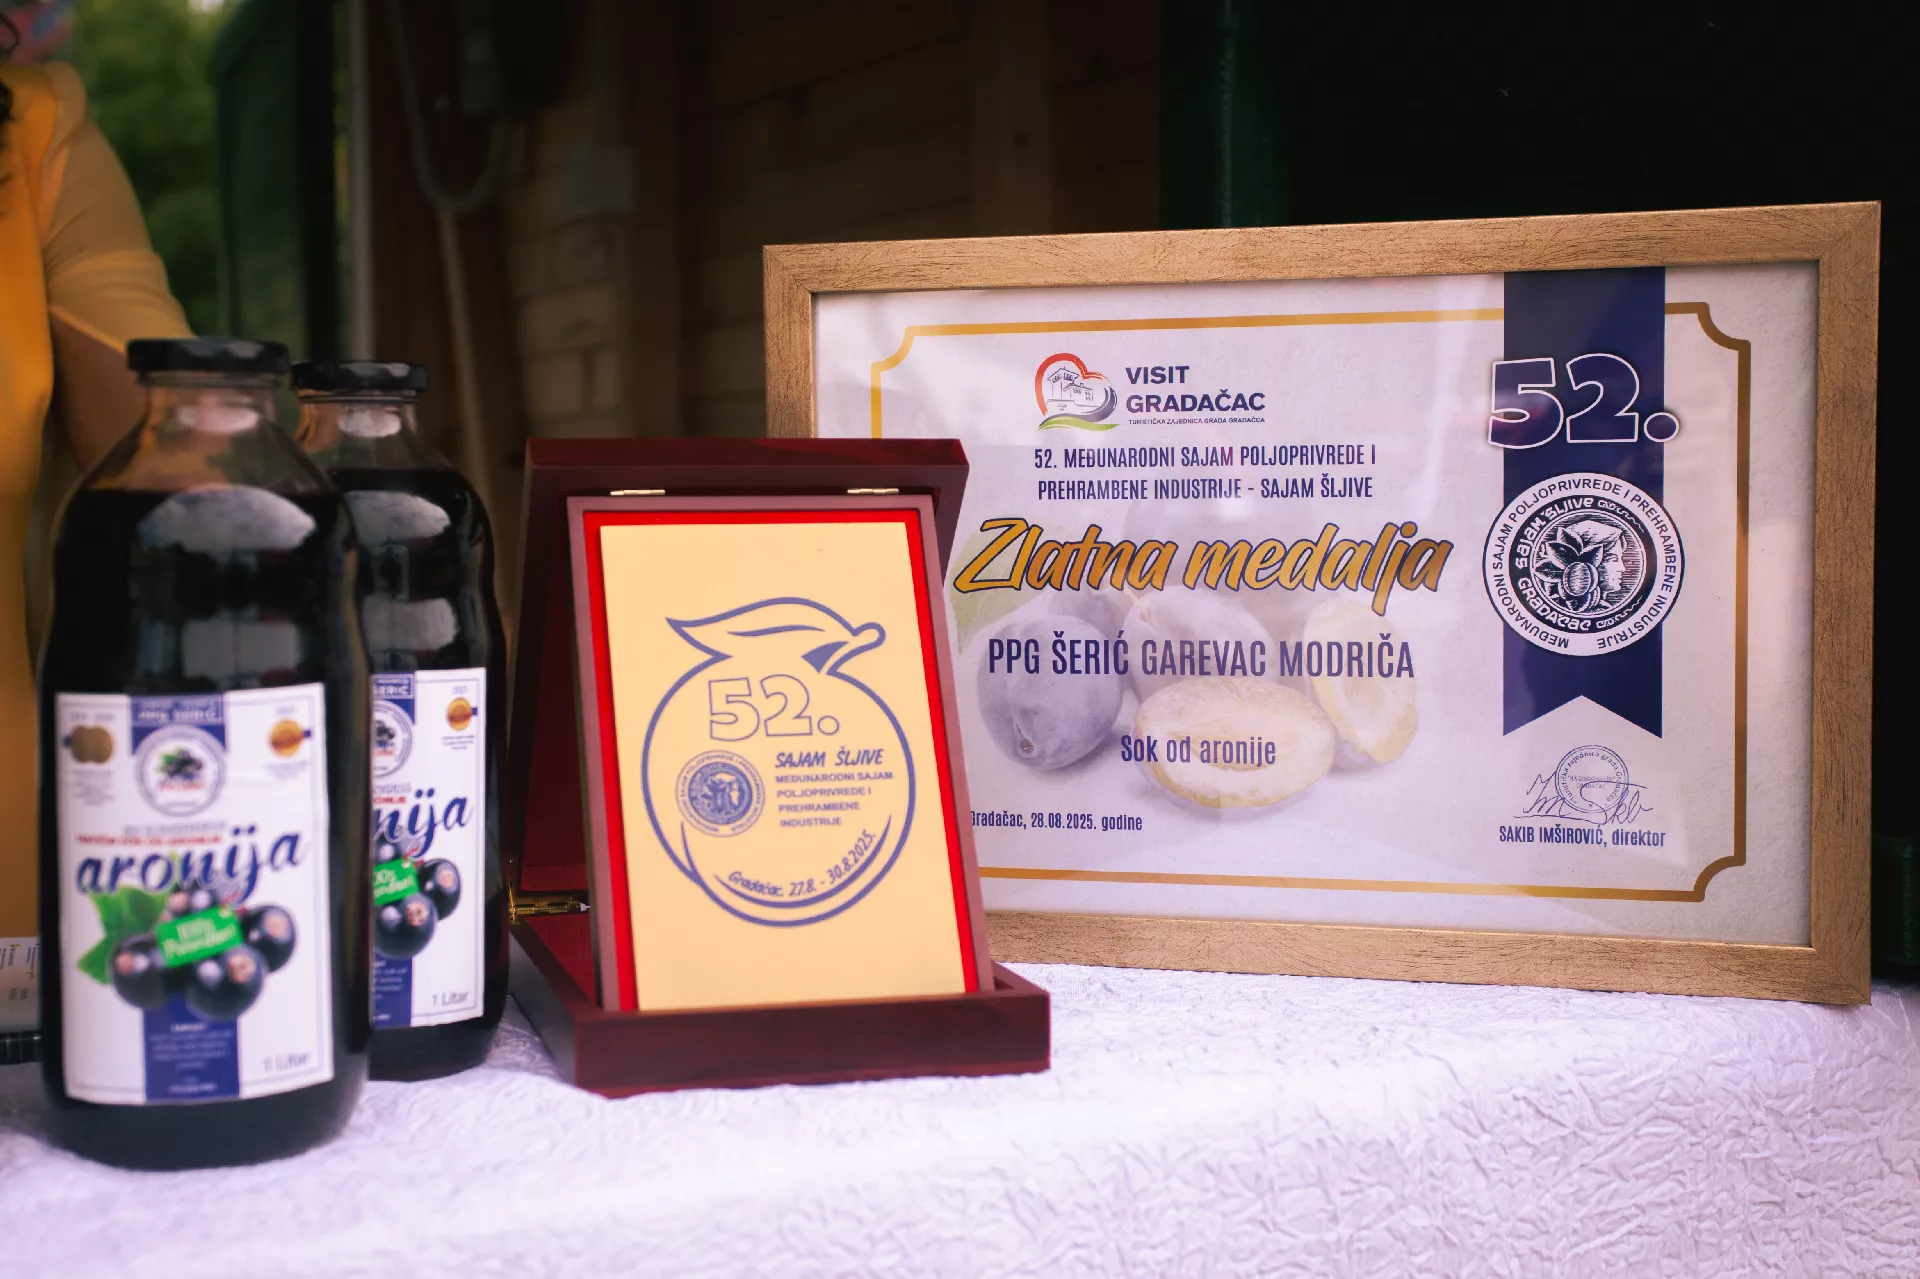 VISIT
GRADAČAC
TURISTIČKA ZAJEDNICA GRADA GRADAČCA
52. MEĐUNARODNI SAJAM POLJOPRIVREDE I
PREHRAMBENE INDUSTRIJE - SAJAM ŠLJIVE
Zlatna medalja
PPG ŠERIĆ GAREVAC MODRIČA
Sok od aronije
Gradačac, 28.08.2025. godine
52.
MEĐUNARODNI SAJAM POLJOPRIVREDE I PREHRAMBENE INDUSTRIJE
SAJAM ŠLJIVE
GRADAČAC
SAKIB IMŠIROVIĆ, direktor
52.
SAJAM ŠLJIVE
MEĐUNARODNI SAJAM
POLJOPRIVREDE I
PREHRAMBENE
INDUSTRIJE
Gradačac, 27.8. - 30.8.2025.
aronija
100%
1 Litar
nija
1 Litar